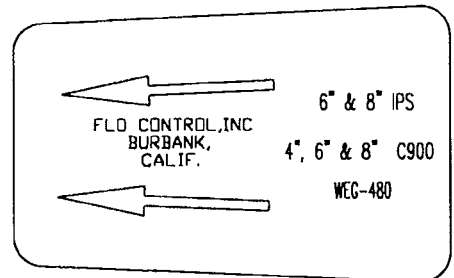 FLO CONTROL,INC
BURBANK,
CALIF.
6" & 8" IPS
4", 6" & 8" C900
WEG-480